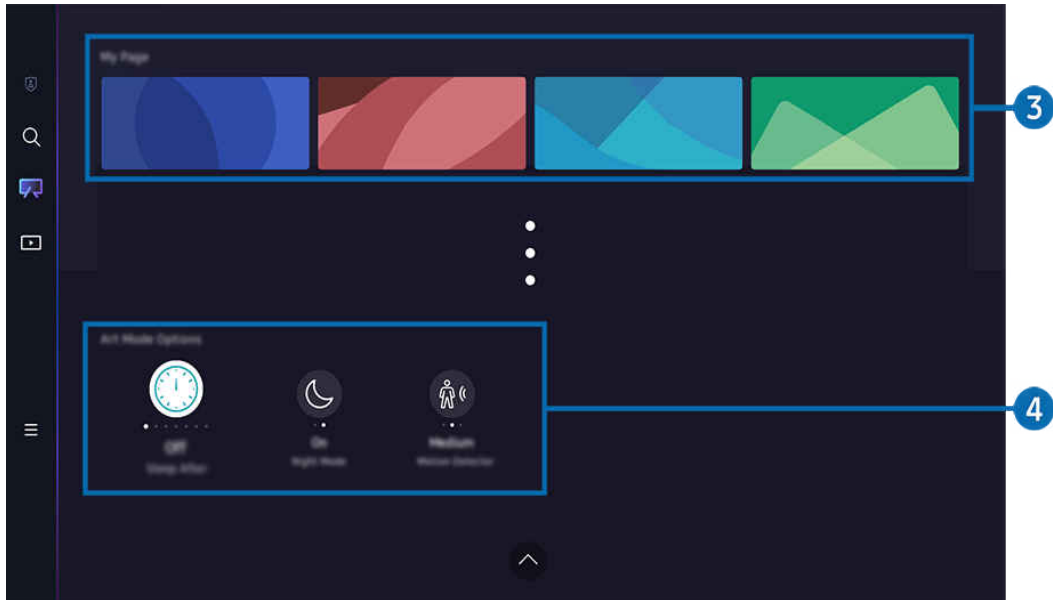 My Page
3
Art Mode Options
Off
On
Medium
Sleep After
Night Mode
Motion Detector
4